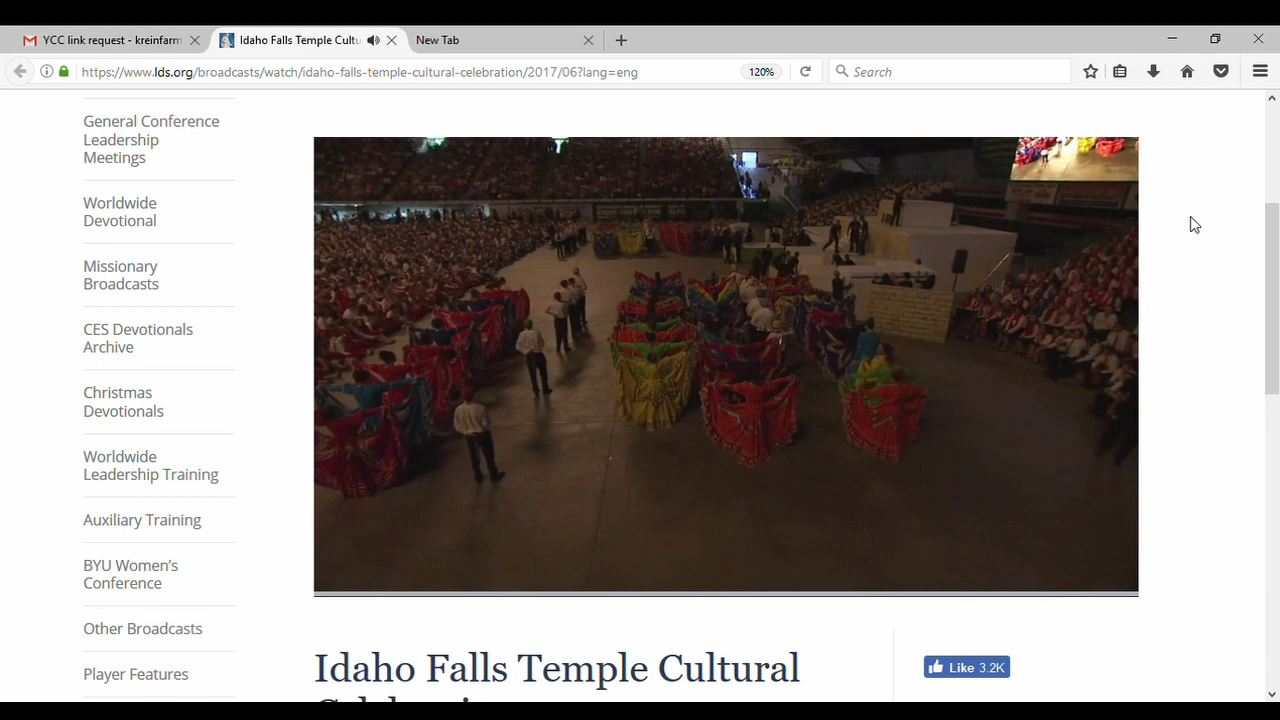 YCC link request - kreinfarm
Idaho Falls Temple Cultu
New Tab
https://www.lds.org/broadcasts/watch/idaho-falls-temple-cultural-celebration/2017/06?lang=eng
120%
Search
General Conference
Leadership
Meetings
Worldwide
Devotional
Missionary
Broadcasts
CES Devotionals
Archive
Christmas
Devotionals
Worldwide
Leadership Training
Auxiliary Training
BYU Women's
Conference
Other Broadcasts
Player Features
Idaho Falls Temple Cultural
Like 3.2K